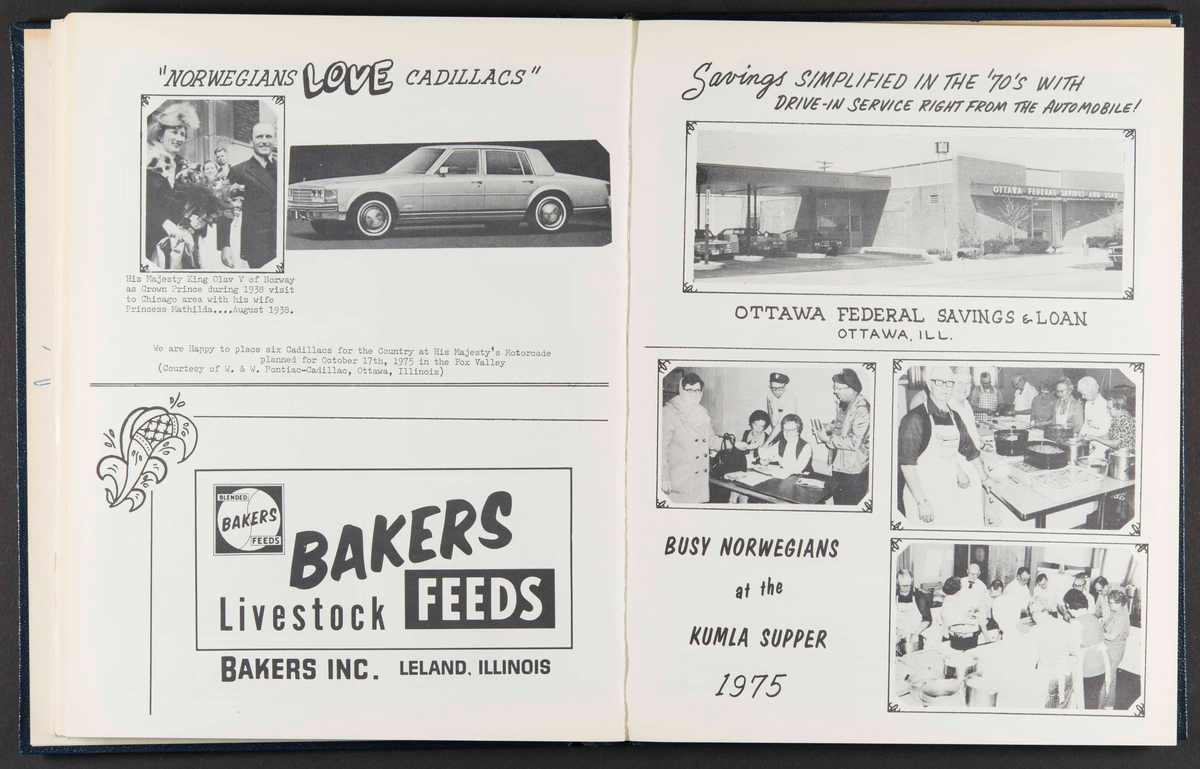 "NORWEGIANS LOVE CADILLACS"
His Majesty King Olav V of Norway
as Crown Prince during 1938 visit
to Chicago area with his wife
Princess Mathilda....August 1938.
We are Happy to place six Cadillacs for the Country at His Majesty's Motorcade
planned for October 17th, 1975 in the Fox Valley
(Courtesy of W. & W. Pontiac-Cadillac, Ottawa, Illinois)
BLENDED
BAKERS
FEEDS
BAKERS
Livestock FEEDS
BAKERS INC. LELAND, ILLINOIS
Savings SIMPLIFIED IN THE '70'S WITH
DRIVE-IN SERVICE RIGHT FROM THE AUTOMOBILE!
OTTAWA FEDERAL SAVINGS AND LOAN
OTTAWA FEDERAL SAVINGS & LOAN
OTTAWA, ILL.
BUSY NORWEGIANS
at the
KUMLA SUPPER
1975